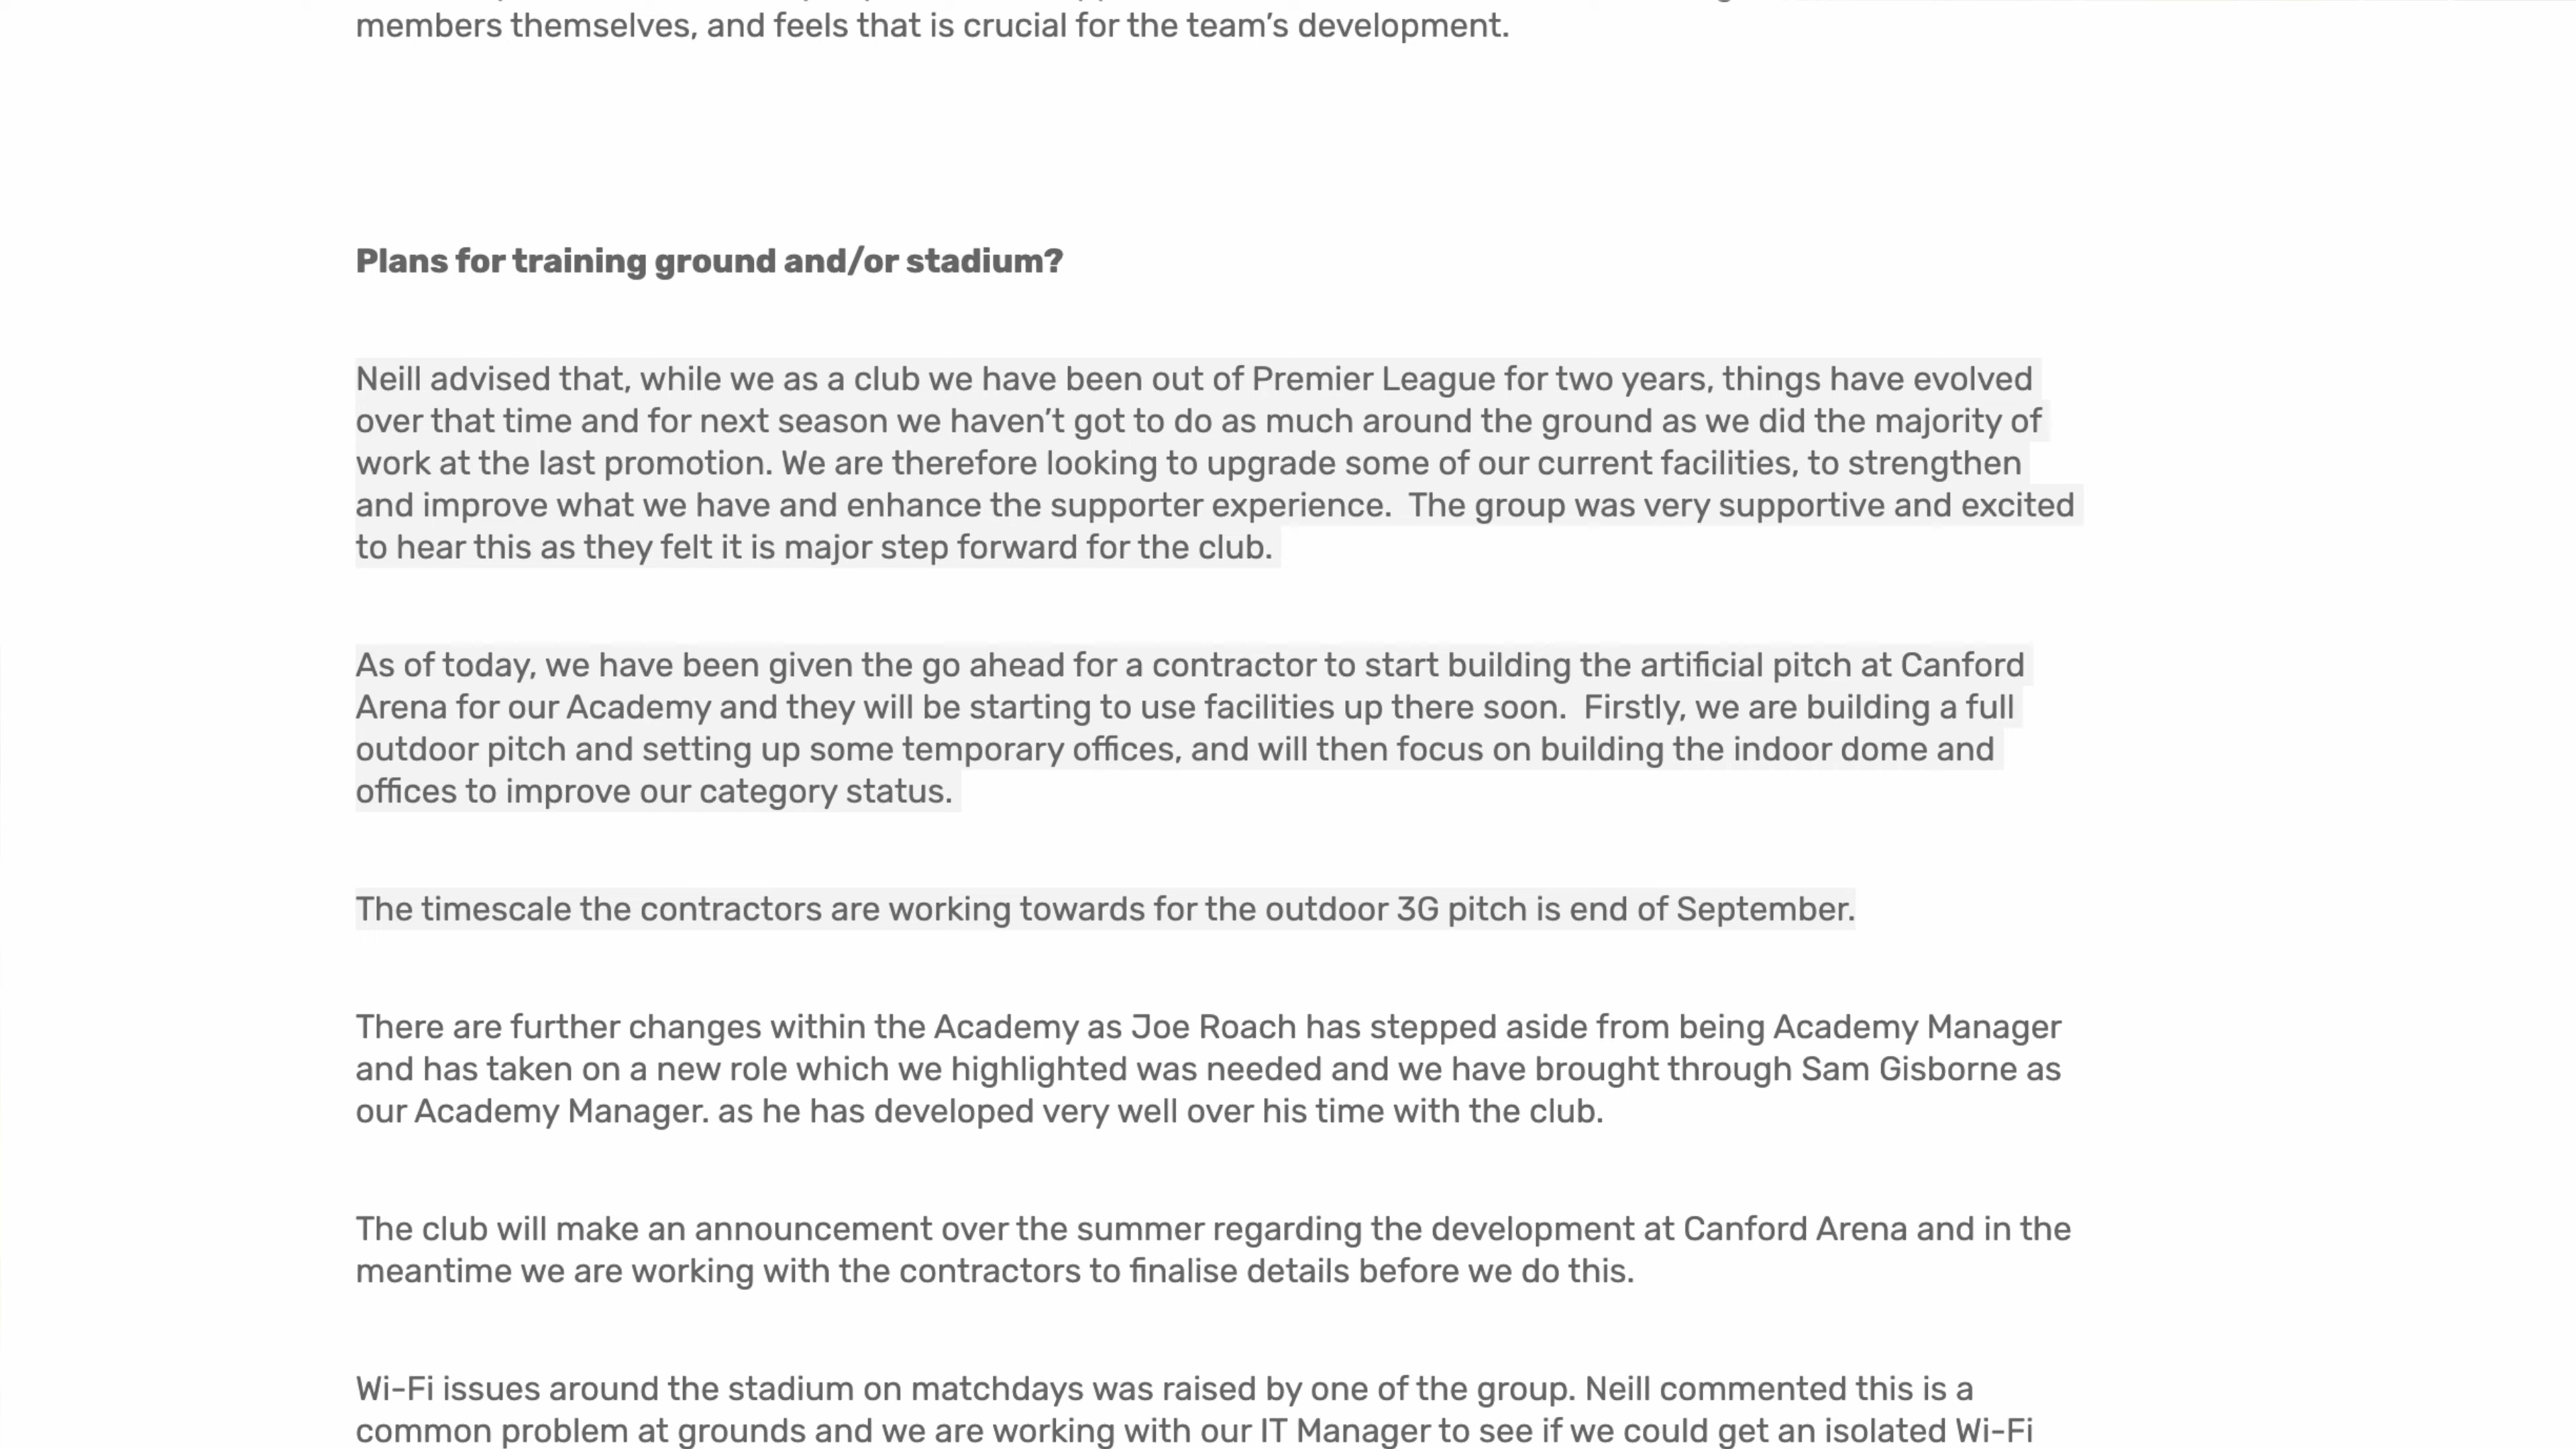 members themselves, and feels that is crucial for the team’s development.
Plans for training ground and/or stadium?
Neill advised that, while we as a club we have been out of Premier League for two years, things have evolved
over that time and for next season we haven’t got to do as much around the ground as we did the majority of
work at the last promotion. We are therefore looking to upgrade some of our current facilities, to strengthen
and improve what we have and enhance the supporter experience.  The group was very supportive and excited
to hear this as they felt it is major step forward for the club.
As of today, we have been given the go ahead for a contractor to start building the artificial pitch at Canford
Arena for our Academy and they will be starting to use facilities up there soon.  Firstly, we are building a full
outdoor pitch and setting up some temporary offices, and will then focus on building the indoor dome and
offices to improve our category status.
The timescale the contractors are working towards for the outdoor 3G pitch is end of September.
There are further changes within the Academy as Joe Roach has stepped aside from being Academy Manager
and has taken on a new role which we highlighted was needed and we have brought through Sam Gisborne as
our Academy Manager. as he has developed very well over his time with the club.
The club will make an announcement over the summer regarding the development at Canford Arena and in the
meantime we are working with the contractors to finalise details before we do this.
Wi-Fi issues around the stadium on matchdays was raised by one of the group. Neill commented this is a
common problem at grounds and we are working with our IT Manager to see if we could get an isolated Wi-Fi